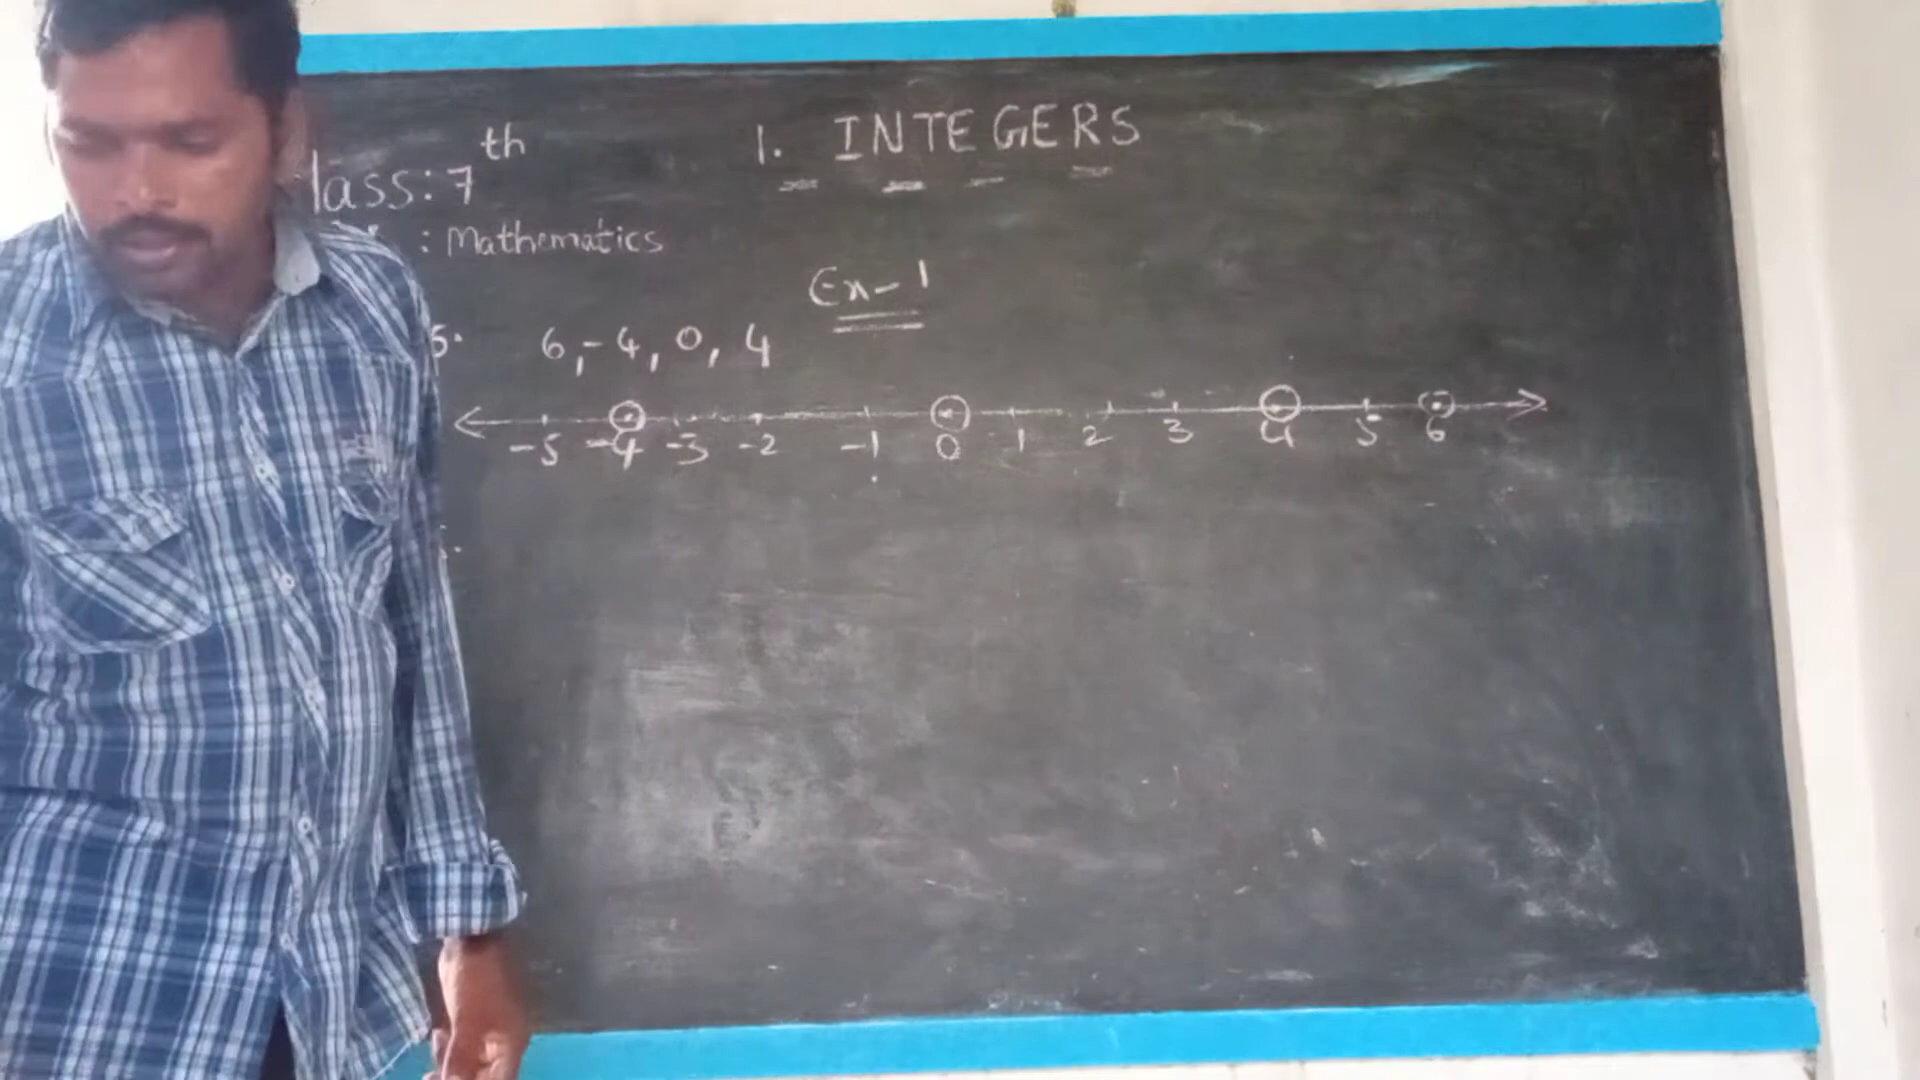 1. INTEGERS
lass: 7th
: Mathematics
Ex-1
5. 6, -4, 0, 4
-5 -4 -3 -2 -1 0 1 2 3 4 5 6